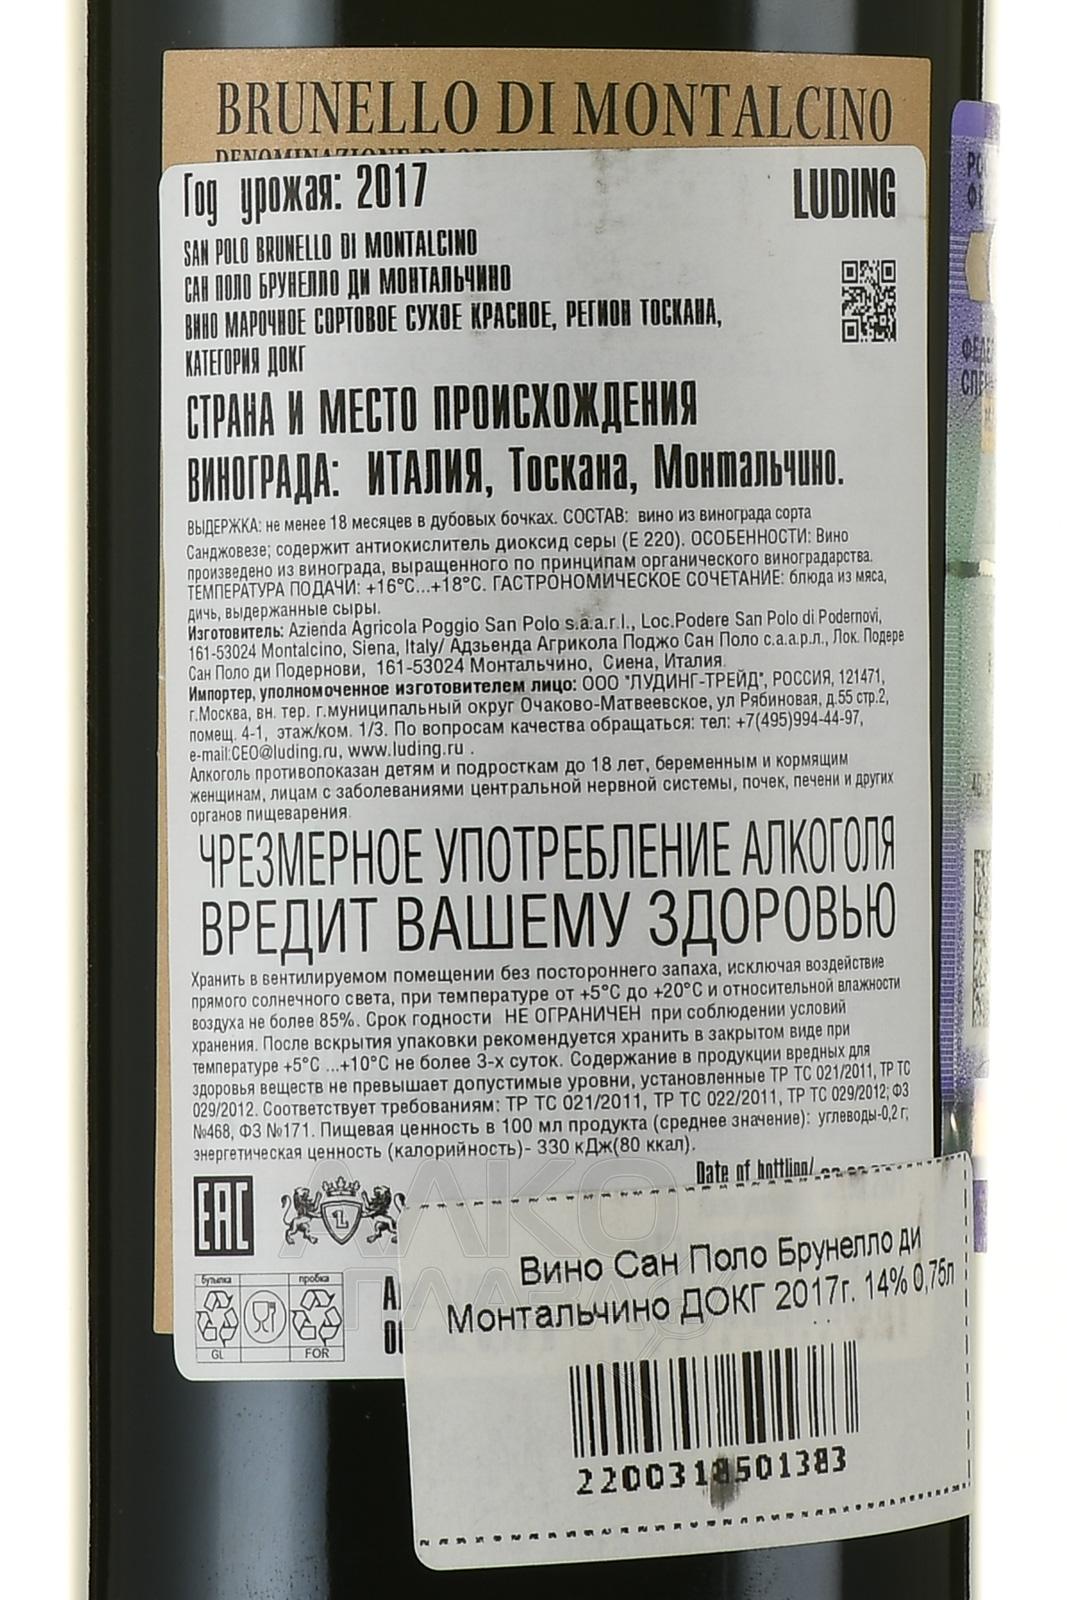 BRUNELLO DI MONTALCINO
Год урожая: 2017
LUDING
SAN POLO BRUNELLO DI MONTALCINO
САН ПОЛО БРУНЕЛЛО ДИ МОНТАЛЬЧИНО
ВИНО МАРОЧНОЕ СОРТОВОЕ СУХОЕ КРАСНОЕ, РЕГИОН ТОСКАНА,
КАТЕГОРИЯ ДОКГ
СТРАНА И МЕСТО ПРОИСХОЖДЕНИЯ
ВИНОГРАДА: ИТАЛИЯ, Тоскана, Монтальчино.
ВЫДЕРЖКА: не менее 18 месяцев в дубовых бочках. СОСТАВ: вино из винограда сорта
Санджовезе; содержит антиокислитель диоксид серы (Е 220). ОСОБЕННОСТИ: Вино
произведено из винограда, выращенного по принципам органического виноградарства.
ТЕМПЕРАТУРА ПОДАЧИ: +16°С...+18°С. ГАСТРОНОМИЧЕСКОЕ СОЧЕТАНИЕ: блюда из мяса,
дичь, выдержанные сыры.
Изготовитель: Azienda Agricola Poggio San Polo s.a.a.r.l., Loc.Podere San Polo di Podernovi,
161-53024 Montalcino, Siena, Italy/ Адзьенда Агрикола Поджо Сан Поло с.а.а.р.л., Лок. Подере
Сан Поло ди Подернови, 161-53024 Монтальчино, Сиена, Италия.
Импортер, уполномоченное изготовителем лицо: ООО "ЛУДИНГ-ТРЕЙД", РОССИЯ, 121471,
г.Москва, вн. тер. г.муниципальный округ Очаково-Матвеевское, ул Рябиновая, д.55 стр.2,
помещ. 4-1, этаж/ком. 1/3. По вопросам качества обращаться: тел: +7(495)994-44-97,
e-mail:CEO@luding.ru, www.luding.ru .
Алкоголь противопоказан детям и подросткам до 18 лет, беременным и кормящим
женщинам, лицам с заболеваниями центральной нервной системы, почек, печени и других
органов пищеварения.
ЧРЕЗМЕРНОЕ УПОТРЕБЛЕНИЕ АЛКОГОЛЯ
ВРЕДИТ ВАШЕМУ ЗДОРОВЬЮ
Хранить в вентилируемом помещении без постороннего запаха, исключая воздействие
прямого солнечного света, при температуре от +5°С до +20°С и относительной влажности
воздуха не более 85%. Срок годности НЕ ОГРАНИЧЕН при соблюдении условий
хранения. После вскрытия упаковки рекомендуется хранить в закрытом виде при
температуре +5°С ...+10°С не более 3-х суток. Содержание в продукции вредных для
здоровья веществ не превышает допустимые уровни, установленные ТР ТС 021/2011, ТР ТС
029/2012. Соответствует требованиям: ТР ТС 021/2011, ТР ТС 022/2011, ТР ТС 029/2012; ФЗ
№468, ФЗ №171. Пищевая ценность в 100 мл продукта (среднее значение): углеводы-0,2 г;
энергетическая ценность (калорийность)- 330 кДж(80 ккал).
Date of bottling/
EAC
L
бутылка пробка
GL FOR
АЛКО
ПЛАЗА
Вино Сан Поло Брунелло ди
Монтальчино ДОКГ 2017г. 14% 0,75л
2200318501383